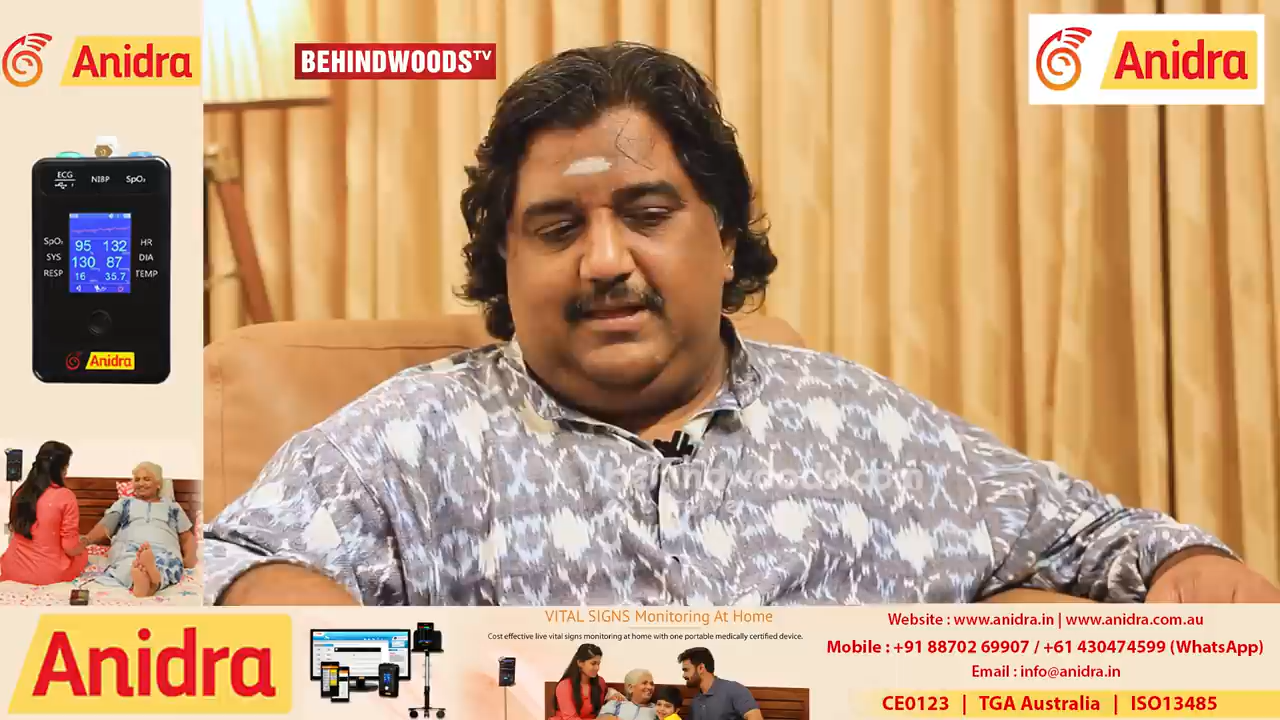 Anidra
BEHINDWOODS TV
Anidra
ECG NIBP SpO₂
SpO₂ 95 132 HR
SYS 130 87 DIA
RESP 16 35.7 TEMP
Anidra
behindwoods.com
Anidra
VITAL SIGNS Monitoring At Home
Cost effective live vital signs monitoring at home with one portable medically certified device.
Website : www.anidra.in | www.anidra.com.au
Mobile : +91 88702 69907 / +61 430474599 (WhatsApp)
Email : info@anidra.in
CE0123 | TGA Australia | ISO13485